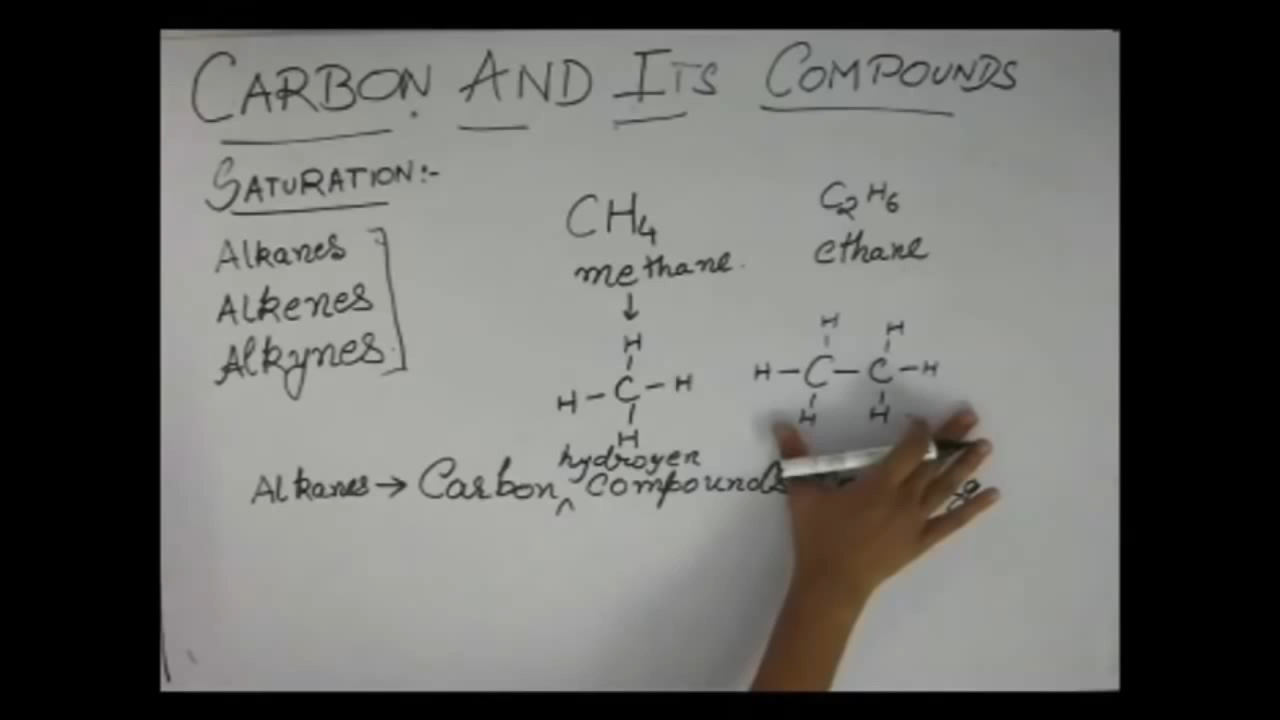 CARBON AND ITS COMPOUNDS
SATURATION:-
Alkanes
Alkenes
Alkynes
CH4
methane.
↓
H
H-C-H
H
C2H6
ethane
H H
H-C-C-H
H H
hydrogen
Alkanes → Carbon ^ Compounds